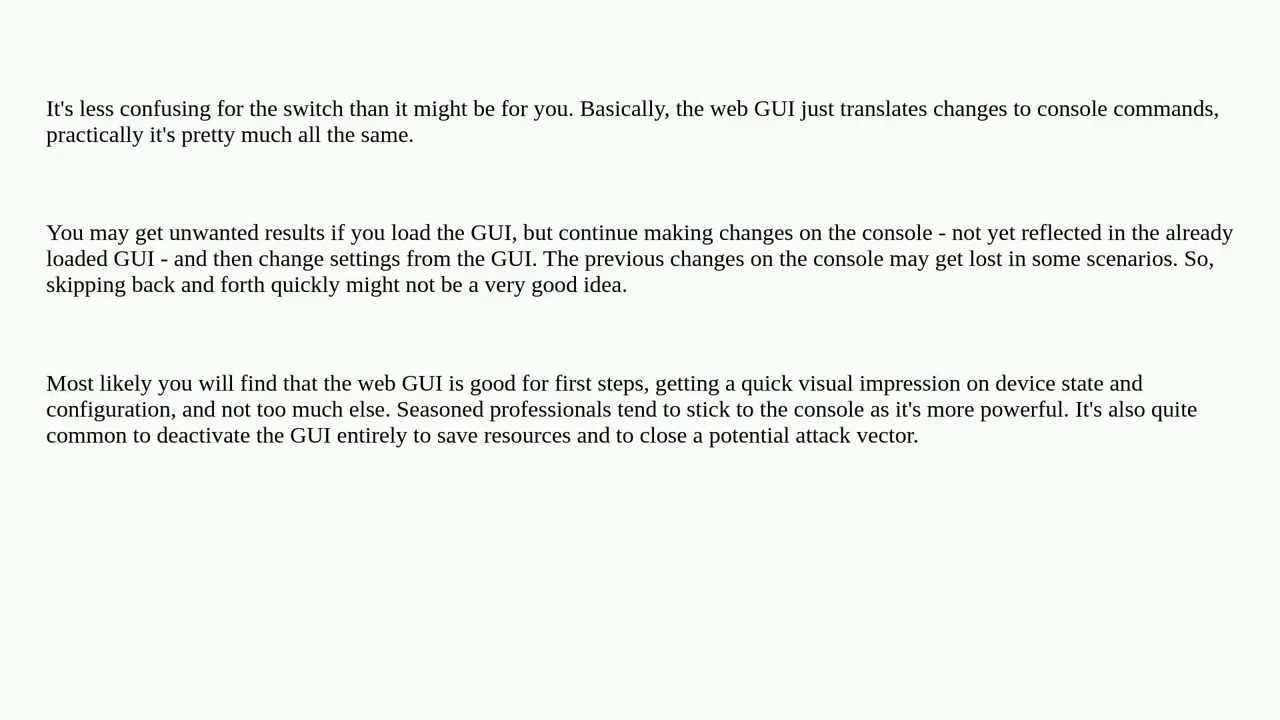 It's less confusing for the switch than it might be for you. Basically, the web GUI just translates changes to console commands,
practically it's pretty much all the same.
You may get unwanted results if you load the GUI, but continue making changes on the console - not yet reflected in the already
loaded GUI - and then change settings from the GUI. The previous changes on the console may get lost in some scenarios. So,
skipping back and forth quickly might not be a very good idea.
Most likely you will find that the web GUI is good for first steps, getting a quick visual impression on device state and
configuration, and not too much else. Seasoned professionals tend to stick to the console as it's more powerful. It's also quite
common to deactivate the GUI entirely to save resources and to close a potential attack vector.